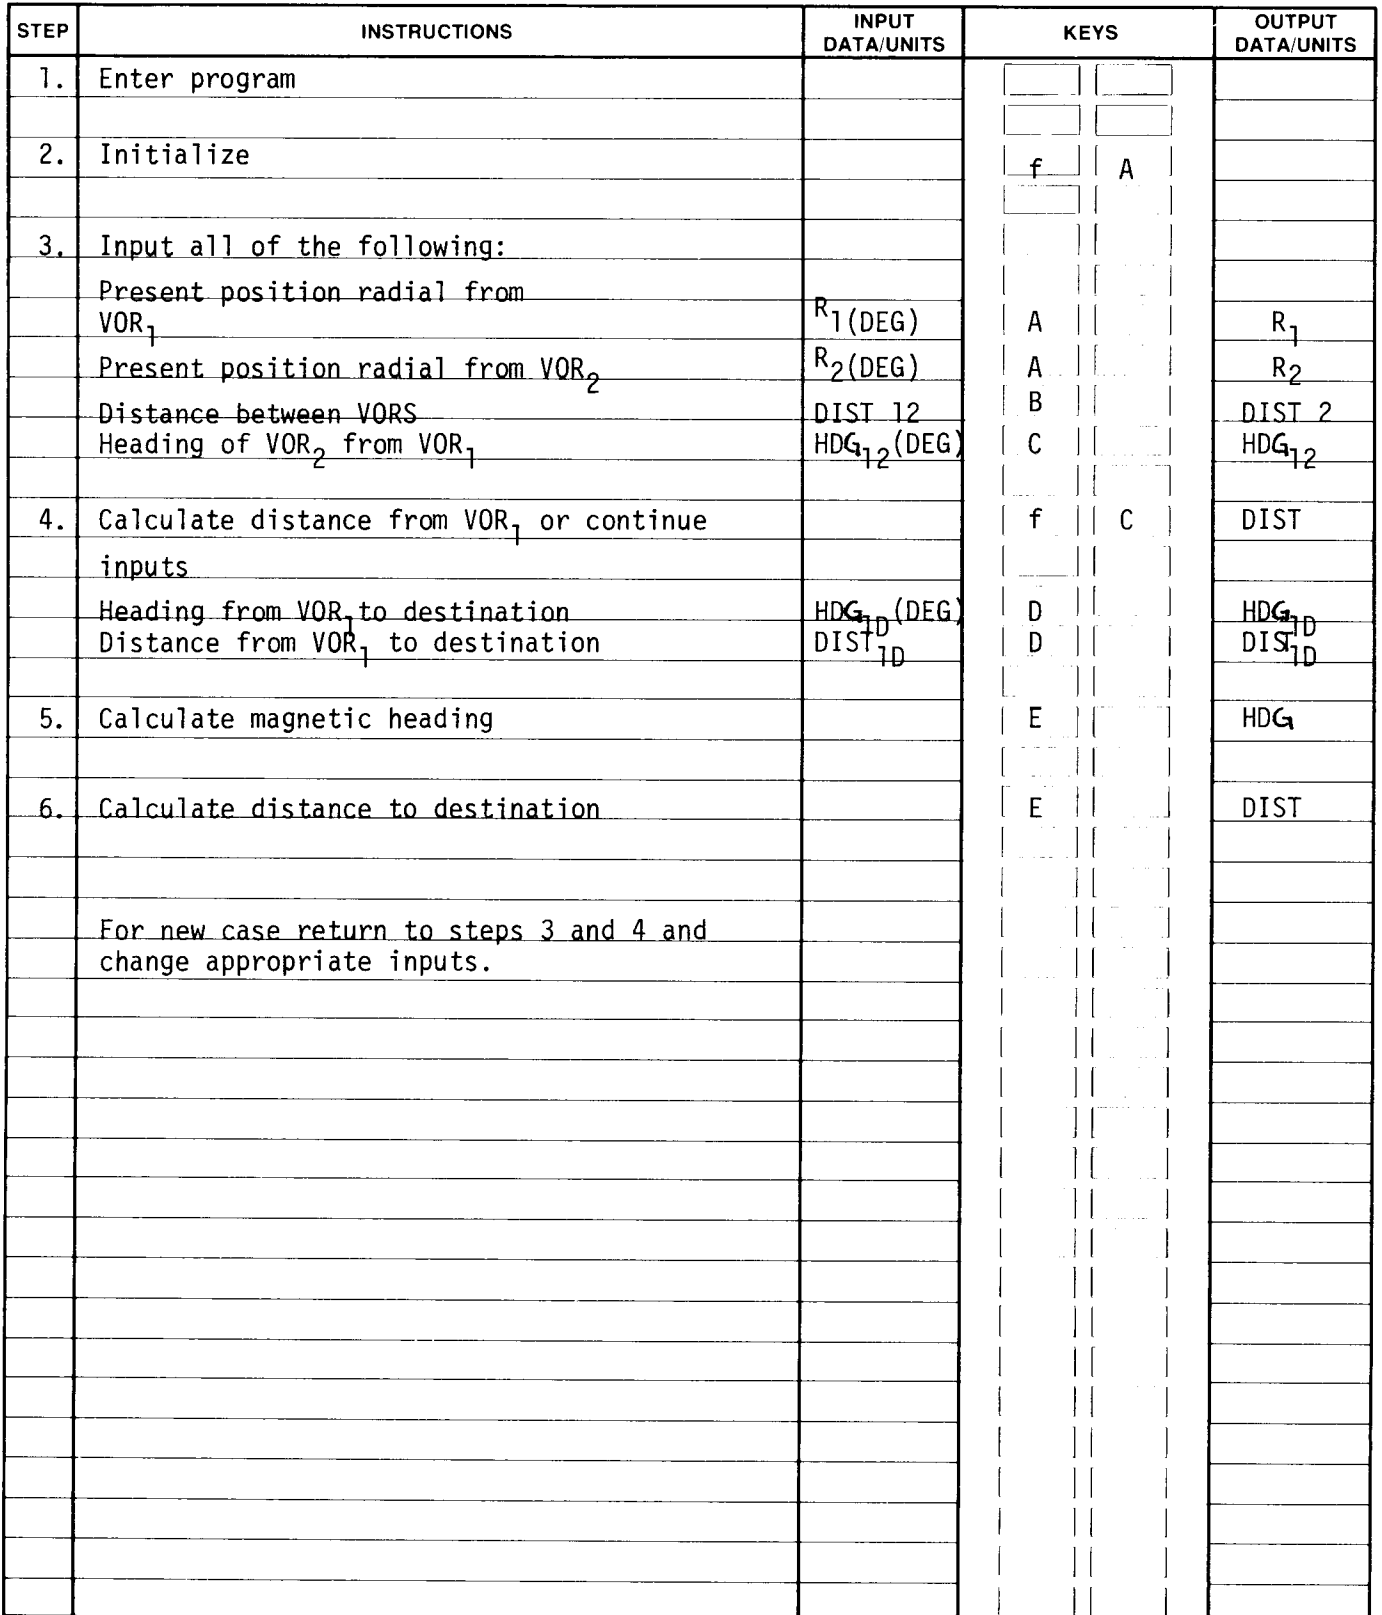 STEP INSTRUCTIONS INPUT DATA/UNITS KEYS OUTPUT DATA/UNITS
1. Enter program
2. Initialize f A
3. Input all of the following:
Present position radial from
VOR₁ R₁(DEG) A R₁
Present position radial from VOR₂ R₂(DEG) A R₂
Distance between VORS DIST 12 B DIST 2
Heading of VOR₂ from VOR₁ HDG₁₂(DEG) C HDG₁₂
4. Calculate distance from VOR₁ or continue f C DIST
inputs
Heading from VOR₁ to destination HDG1D(DEG) D HDG1D
Distance from VOR₁ to destination DIST1D D DIST1D
5. Calculate magnetic heading E HDG
6. Calculate distance to destination E DIST
For new case return to steps 3 and 4 and
change appropriate inputs.